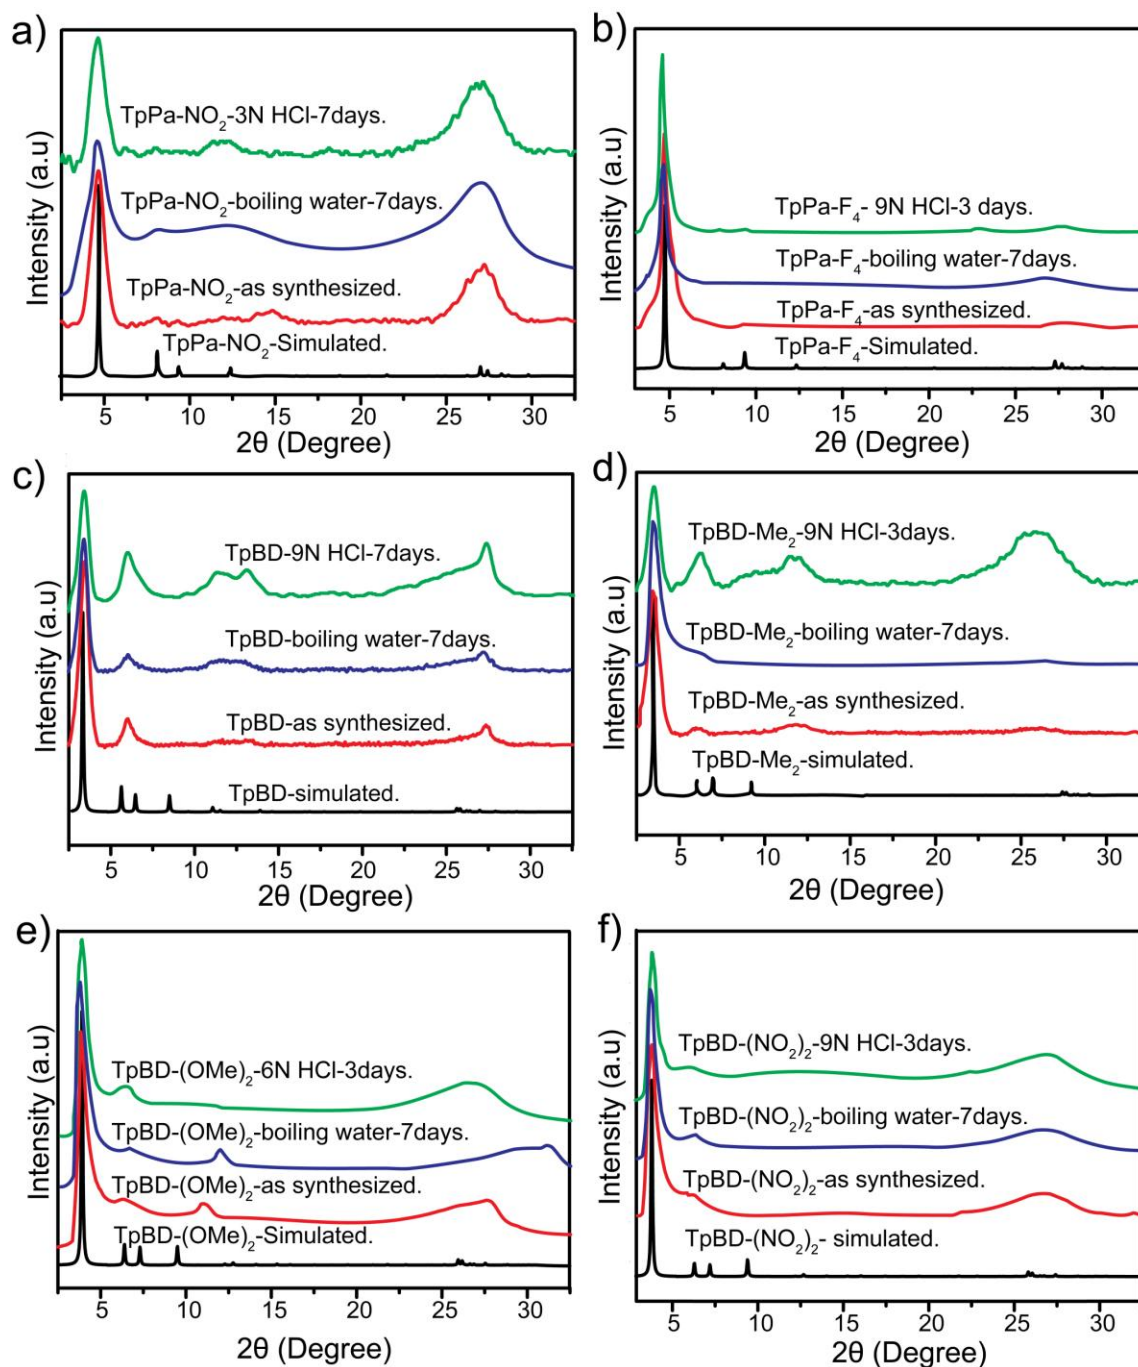 a)
TpPa-NO₂-3N HCl-7days.
TpPa-NO₂-boiling water-7days.
TpPa-NO₂-as synthesized.
TpPa-NO₂-Simulated.
Intensity (a.u)
5 10 15 20 25 30
2θ (Degree)
b)
TpPa-F₄- 9N HCl-3 days.
TpPa-F₄-boiling water-7days.
TpPa-F₄-as synthesized.
TpPa-F₄-Simulated.
Intensity (a.u)
5 10 15 20 25 30
2θ (Degree)
c)
TpBD-9N HCl-7days.
TpBD-boiling water-7days.
TpBD-as synthesized.
TpBD-simulated.
Intensity (a.u)
5 10 15 20 25 30
2θ (Degree)
d)
TpBD-Me₂-9N HCl-3days.
TpBD-Me₂-boiling water-7days.
TpBD-Me₂-as synthesized.
TpBD-Me₂-simulated.
Intensity (a.u)
5 10 15 20 25 30
2θ (Degree)
e)
TpBD-(OMe)₂-6N HCl-3days.
TpBD-(OMe)₂-boiling water-7days.
TpBD-(OMe)₂-as synthesized.
TpBD-(OMe)₂-Simulated.
Intensity (a.u)
5 10 15 20 25 30
2θ (Degree)
f)
TpBD-(NO₂)₂-9N HCl-3days.
TpBD-(NO₂)₂-boiling water-7days.
TpBD-(NO₂)₂-as synthesized.
TpBD-(NO₂)₂- simulated.
Intensity (a.u)
5 10 15 20 25 30
2θ (Degree)